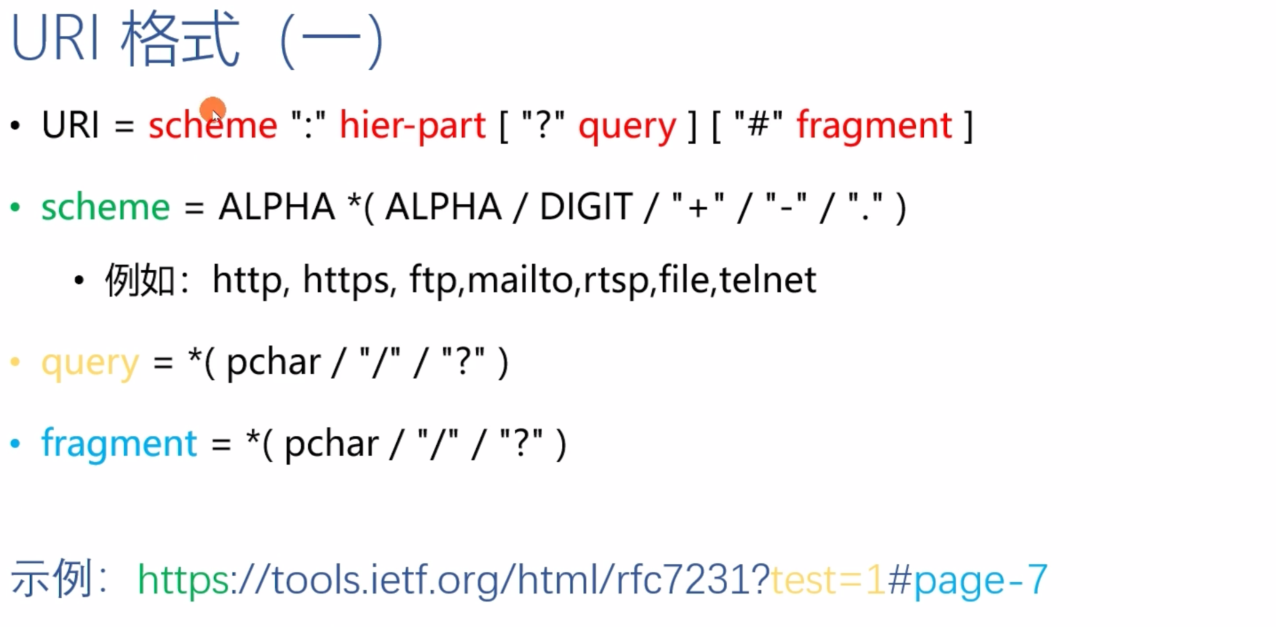 URI 格式（一）
• URI = scheme ":" hier-part [ "?" query ] [ "#" fragment ]
• scheme = ALPHA *( ALPHA / DIGIT / "+" / "-" / "." )
• 例如：http, https, ftp,mailto,rtsp,file,telnet
• query = *( pchar / "/" / "?" )
• fragment = *( pchar / "/" / "?" )
示例：https://tools.ietf.org/html/rfc7231?test=1#page-7